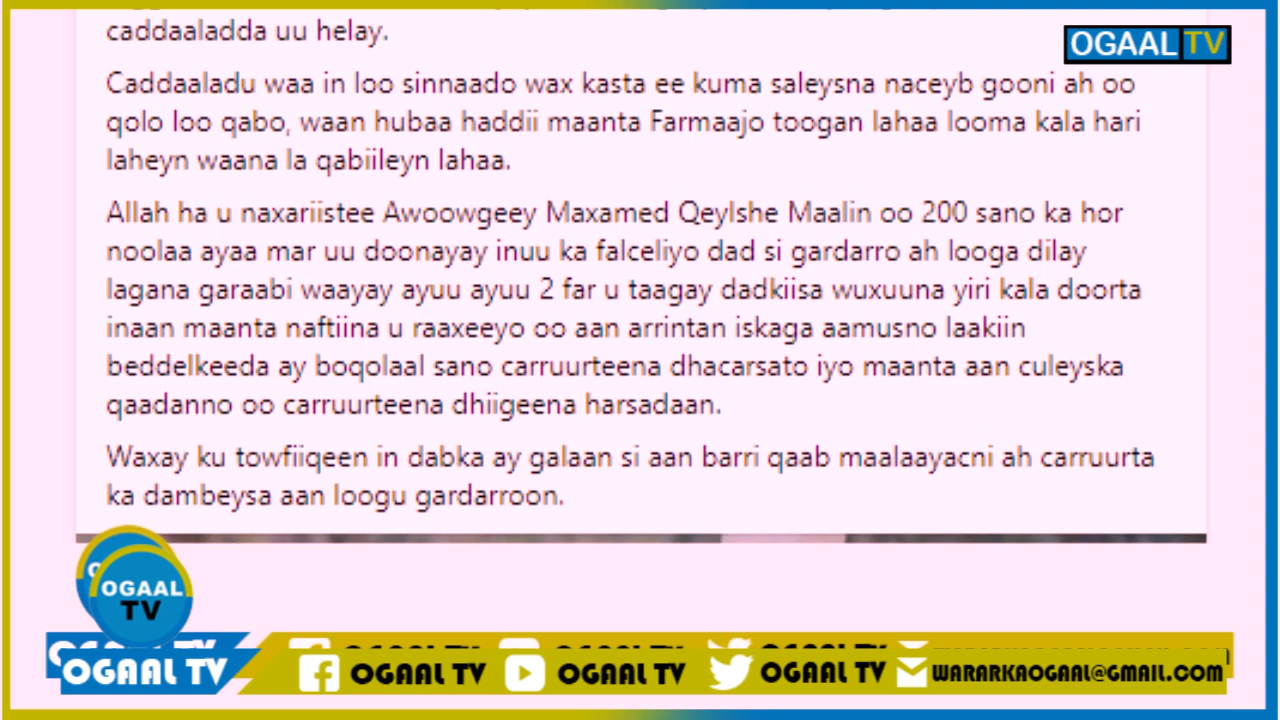 caddaaladda uu helay.
OGAAL TV
Caddaaladu waa in loo sinnaado wax kasta ee kuma saleysna naceyb gooni ah oo
qolo loo qabo, waan hubaa haddii maanta Farmaajo toogan lahaa looma kala hari
laheyn waana la qabiileyn lahaa.
Allah ha u naxariistee Awoowgeey Maxamed Qeylshe Maalin oo 200 sano ka hor
noolaa ayaa mar uu doonayay inuu ka falceliyo dad si gardarro ah looga dilay
lagana garaabi waayay ayuu ayuu 2 far u taagay dadkiisa wuxuuna yiri kala doorta
inaan maanta naftiina u raaxeeyo oo aan arrintan iskaga aamusno laakiin
beddelkeeda ay boqolaal sano carruurteena dhacarsato iyo maanta aan culeyska
qaadanno oo carruurteena dhiigeena harsadaan.
Waxay ku towfiiqeen in dabka ay galaan si aan barri qaab maalaayacni ah carruurta
ka dambeysa aan loogu gardarroon.
OGAAL
TV
OGAAL TV
OGAAL TV
OGAAL TV
OGAAL TV
WARARKAOGAAL@GMAIL.COM